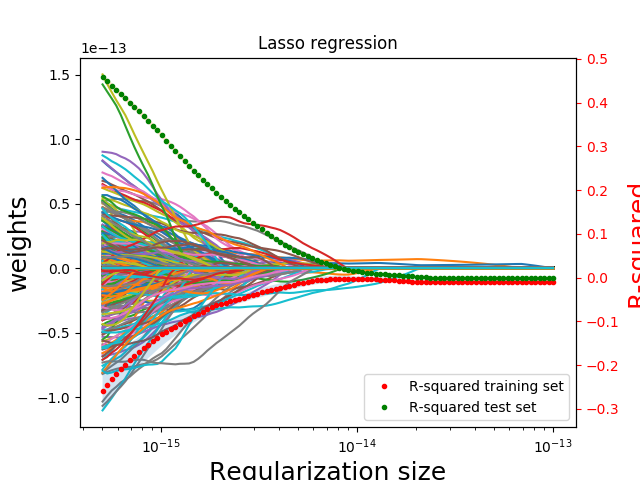 Lasso regression
1e−13
1.5
1.0
0.5
0.0
−0.5
−1.0
weights
0.5
0.4
0.3
0.2
0.1
0.0
−0.1
−0.2
−0.3
R-squared
R-squared training set
R-squared test set
10⁻¹⁵
10⁻¹⁴
10⁻¹³
Regularization size